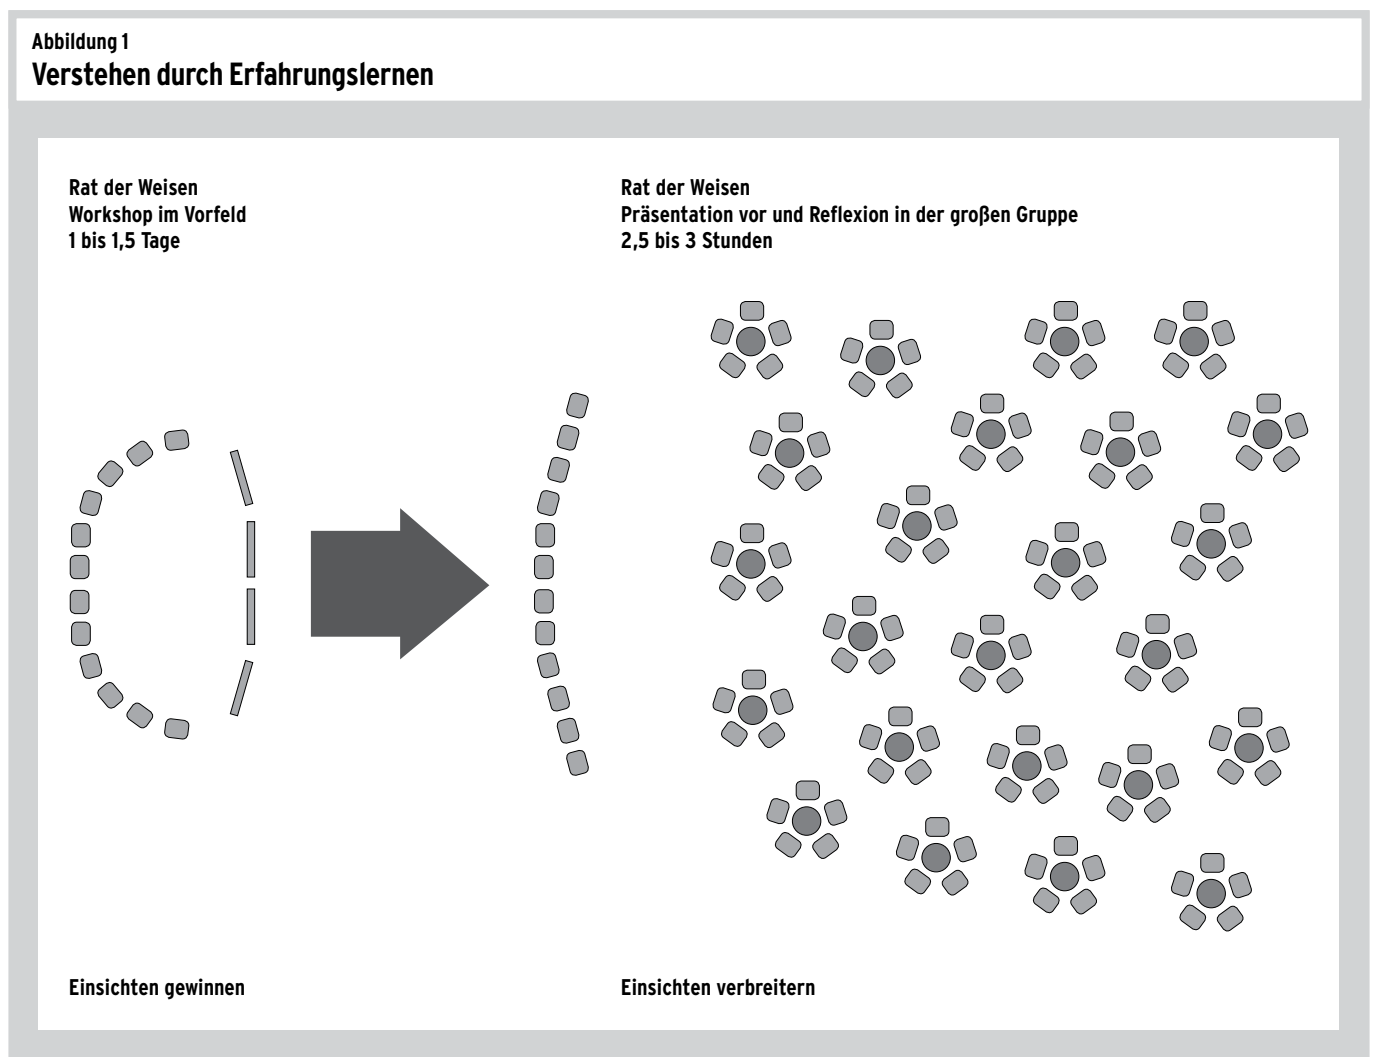 Abbildung 1
Verstehen durch Erfahrungslernen
Rat der Weisen
Workshop im Vorfeld
1 bis 1,5 Tage
Rat der Weisen
Präsentation vor und Reflexion in der großen Gruppe
2,5 bis 3 Stunden
Einsichten gewinnen
Einsichten verbreitern